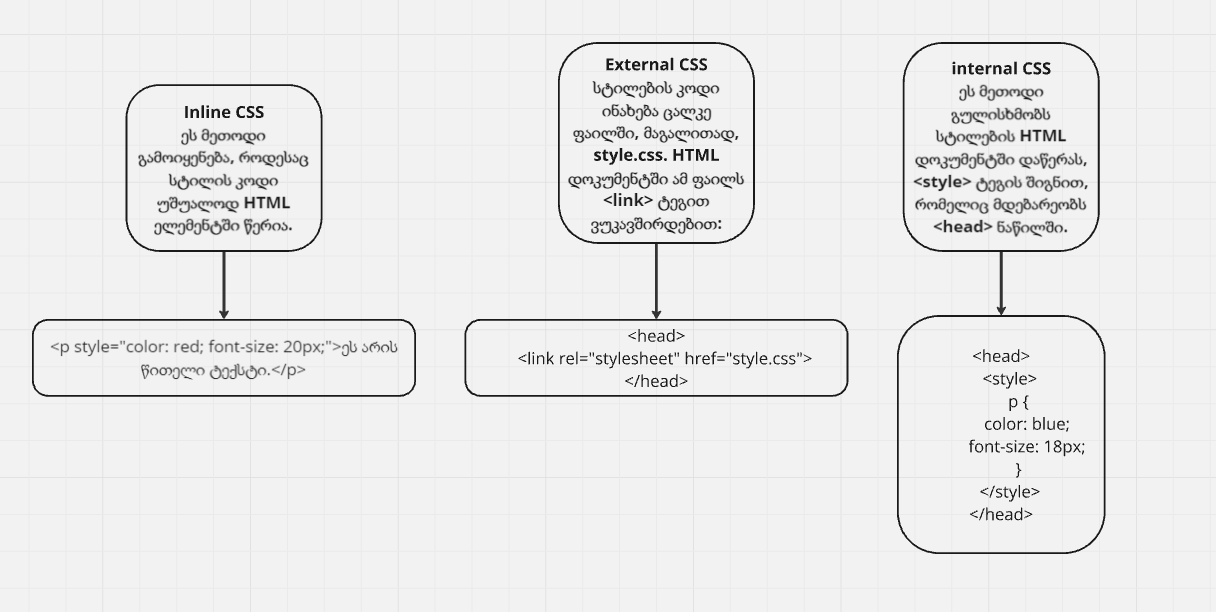 Inline CSS
ეს მეთოდი
გამოიყენება, როდესაც
სტილის კოდი
უშუალოდ HTML
ელემენტში წერია.
<p style="color: red; font-size: 20px;">ეს არის
წითელი ტექსტი.</p>
External CSS
სტილების კოდი
ინახება ცალკე
ფაილში, მაგალითად,
style.css. HTML
დოკუმენტში ამ ფაილს
<link> ტეგით
ვუკავშირდებით:
<head>
<link rel="stylesheet" href="style.css">
</head>
internal CSS
ეს მეთოდი
გულისხმობს
სტილების HTML
დოკუმენტში დაწერას,
<style> ტეგის შიგნით,
რომელიც მდებარეობს
<head> ნაწილში.
<head>
<style>
p {
color: blue;
font-size: 18px;
}
</style>
</head>